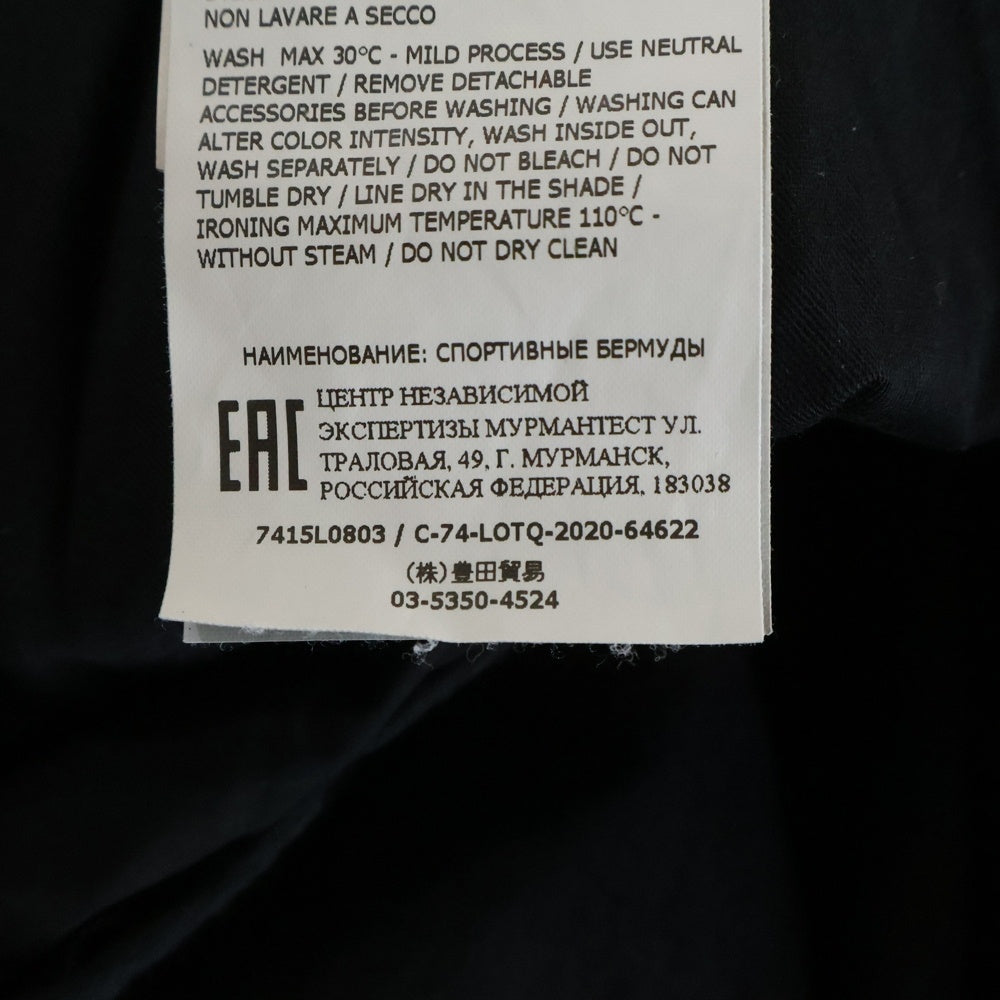 NON LAVARE A SECCO
WASH MAX 30°C - MILD PROCESS / USE NEUTRAL
DETERGENT / REMOVE DETACHABLE
ACCESSORIES BEFORE WASHING / WASHING CAN
ALTER COLOR INTENSITY, WASH INSIDE OUT,
WASH SEPARATELY / DO NOT BLEACH / DO NOT
TUMBLE DRY / LINE DRY IN THE SHADE /
IRONING MAXIMUM TEMPERATURE 110°C -
WITHOUT STEAM / DO NOT DRY CLEAN
НАИМЕНОВАНИЕ: СПОРТИВНЫЕ БЕРМУДЫ
EAC
ЦЕНТР НЕЗАВИСИМОЙ
ЭКСПЕРТИЗЫ МУРМАНТЕСТ УЛ.
ТРАЛОВАЯ, 49, Г. МУРМАНСК,
РОССИЙСКАЯ ФЕДЕРАЦИЯ, 183038
7415L0803 / C-74-LOTQ-2020-64622
(株)豊田貿易
03-5350-4524